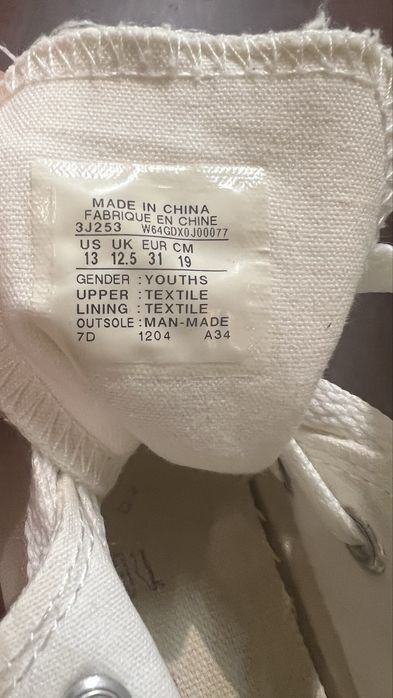 MADE IN CHINA
FABRIQUE EN CHINE
3J253 W64GDX0J00077
US UK EUR CM
13 12.5 31 19
GENDER : YOUTHS
UPPER : TEXTILE
LINING : TEXTILE
OUTSOLE : MAN-MADE
7D 1204 A34